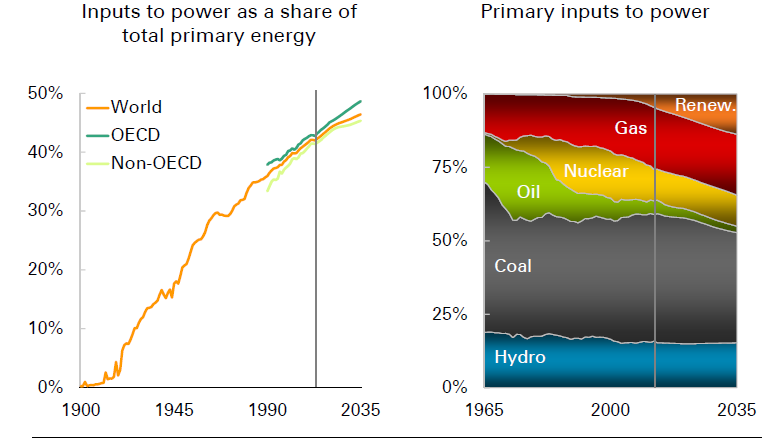 Inputs to power as a share of
total primary energy
50%
40%
30%
20%
10%
0%
World
OECD
Non-OECD
1900 1945 1990 2035
Primary inputs to power
100%
75%
50%
25%
0%
Renew.
Gas
Nuclear
Oil
Coal
Hydro
1965 2000 2035